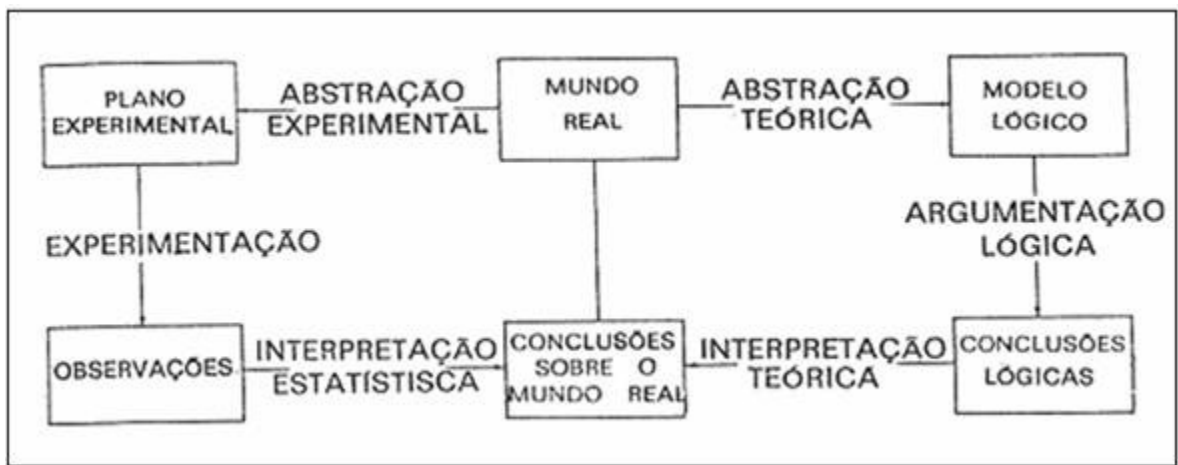 PLANO
EXPERIMENTAL
ABSTRAÇÃO
EXPERIMENTAL
MUNDO
REAL
ABSTRAÇÃO
TEÓRICA
MODELO
LÓGICO
EXPERIMENTAÇÃO
ARGUMENTAÇÃO
LÓGICA
OBSERVAÇÕES
INTERPRETAÇÃO
ESTATÍSTISCA
CONCLUSÕES
SOBRE O
MUNDO REAL
INTERPRETAÇÃO
TEÓRICA
CONCLUSÕES
LÓGICAS